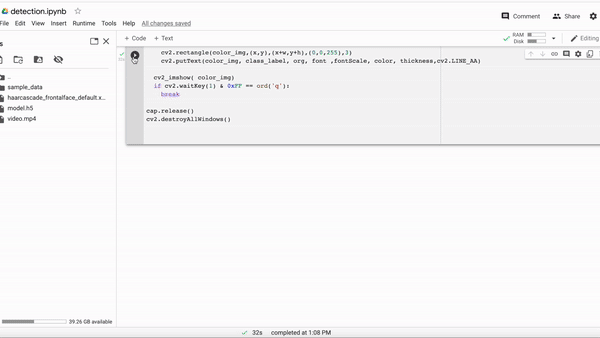 detection.ipynb
File Edit View Insert Runtime Tools Help All changes saved
Comment Share
+ Code + Text
RAM
Disk
Editing
..
sample_data
haarcascade_frontalface_default.x...
model.h5
video.mp4
cv2.rectangle(color_img,(x,y),(x+w,y+h),(0,0,255),3)
cv2.putText(color_img, class_label, org, font ,fontScale, color, thickness,cv2.LINE_AA)
cv2_imshow( color_img)
if cv2.waitKey(1) & 0xFF == ord('q'):
break
cap.release()
cv2.destroyAllWindows()
39.26 GB available
32s completed at 1:08 PM